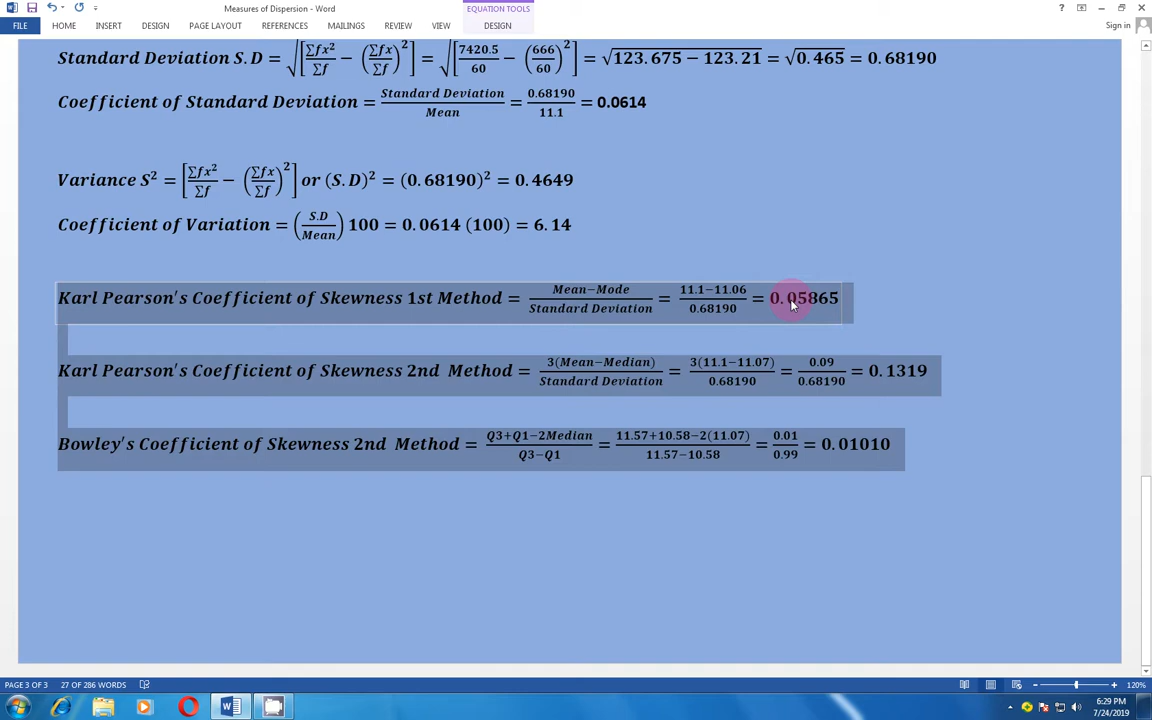 Measures of Dispersion - Word
EQUATION TOOLS
Sign in
FILE HOME INSERT DESIGN PAGE LAYOUT REFERENCES MAILINGS REVIEW VIEW DESIGN
Standard Deviation S.D = √[∑fx²/∑f − (∑fx/∑f)²] = √[7420.5/60 − (666/60)²] = √123.675 − 123.21 = √0.465 = 0.68190
Coefficient of Standard Deviation = Standard Deviation/Mean = 0.68190/11.1 = 0.0614
Variance S² = [∑fx²/∑f − (∑fx/∑f)²] or (S.D)² = (0.68190)² = 0.4649
Coefficient of Variation = (S.D/Mean) 100 = 0.0614 (100) = 6.14
Karl Pearson's Coefficient of Skewness 1st Method = Mean−Mode/Standard Deviation = 11.1−11.06/0.68190 = 0.05865
Karl Pearson's Coefficient of Skewness 2nd Method = 3(Mean−Median)/Standard Deviation = 3(11.1−11.07)/0.68190 = 0.09/0.68190 = 0.1319
Bowley's Coefficient of Skewness 2nd Method = Q3+Q1−2Median/Q3−Q1 = 11.57+10.58−2(11.07)/11.57−10.58 = 0.01/0.99 = 0.01010
PAGE 3 OF 3 27 OF 286 WORDS 120%
6:29 PM
7/24/2019